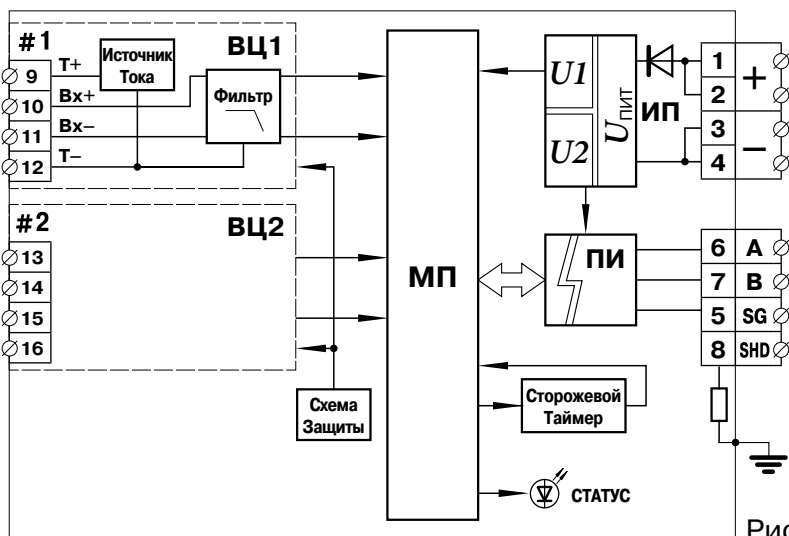 #1
ВЦ1
Источник
Тока
9 Т+
10 Вх+
11 Вх–
12 Т–
Фильтр
#2
ВЦ2
13
14
15
16
Схема
Защиты
МП
U1
U2
Uпит
ИП
1
2
+
3
4
–
ПИ
6 A
7 B
5 SG
8 SHD
Сторожевой
Таймер
СТАТУС
Рис